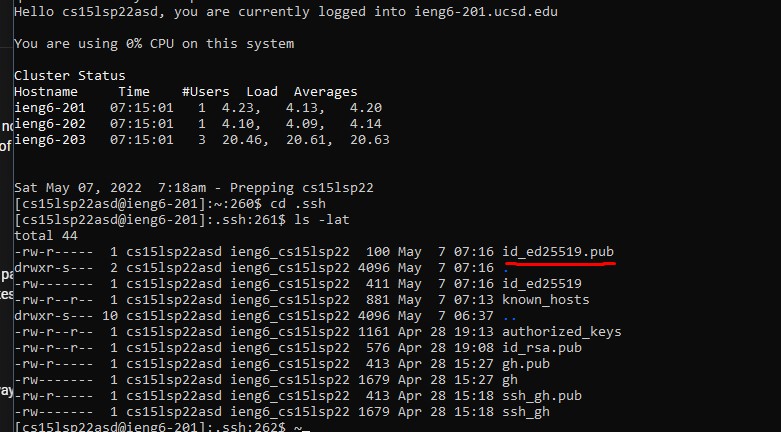 Hello cs15lsp22asd, you are currently logged into ieng6-201.ucsd.edu
You are using 0% CPU on this system
Cluster Status
Hostname     Time    #Users  Load  Averages
ieng6-201   07:15:01   1  4.23,   4.13,   4.20
ieng6-202   07:15:01   1  4.10,   4.09,   4.14
ieng6-203   07:15:01   3  20.46,   20.61,   20.63
Sat May 07, 2022  7:18am - Prepping cs15lsp22
[cs15lsp22asd@ieng6-201]:~:260$ cd .ssh
[cs15lsp22asd@ieng6-201]:.ssh:261$ ls -lat
total 44
-rw-r-----  1 cs15lsp22asd ieng6_cs15lsp22  100 May  7 07:16 id_ed25519.pub
drwxr-s---  2 cs15lsp22asd ieng6_cs15lsp22 4096 May  7 07:16 .
-rw-------  1 cs15lsp22asd ieng6_cs15lsp22  411 May  7 07:16 id_ed25519
-rw-r--r--  1 cs15lsp22asd ieng6_cs15lsp22  881 May  7 07:13 known_hosts
drwxr-s--- 10 cs15lsp22asd ieng6_cs15lsp22 4096 May  7 06:37 ..
-rw-r--r--  1 cs15lsp22asd ieng6_cs15lsp22 1161 Apr 28 19:13 authorized_keys
-rw-r--r--  1 cs15lsp22asd ieng6_cs15lsp22  576 Apr 28 19:08 id_rsa.pub
-rw-r-----  1 cs15lsp22asd ieng6_cs15lsp22  413 Apr 28 15:27 gh.pub
-rw-------  1 cs15lsp22asd ieng6_cs15lsp22 1679 Apr 28 15:27 gh
-rw-r-----  1 cs15lsp22asd ieng6_cs15lsp22  413 Apr 28 15:18 ssh_gh.pub
-rw-------  1 cs15lsp22asd ieng6_cs15lsp22 1679 Apr 28 15:18 ssh_gh
[cs15lsp22asd@ieng6-201]:.ssh:262$ ~_